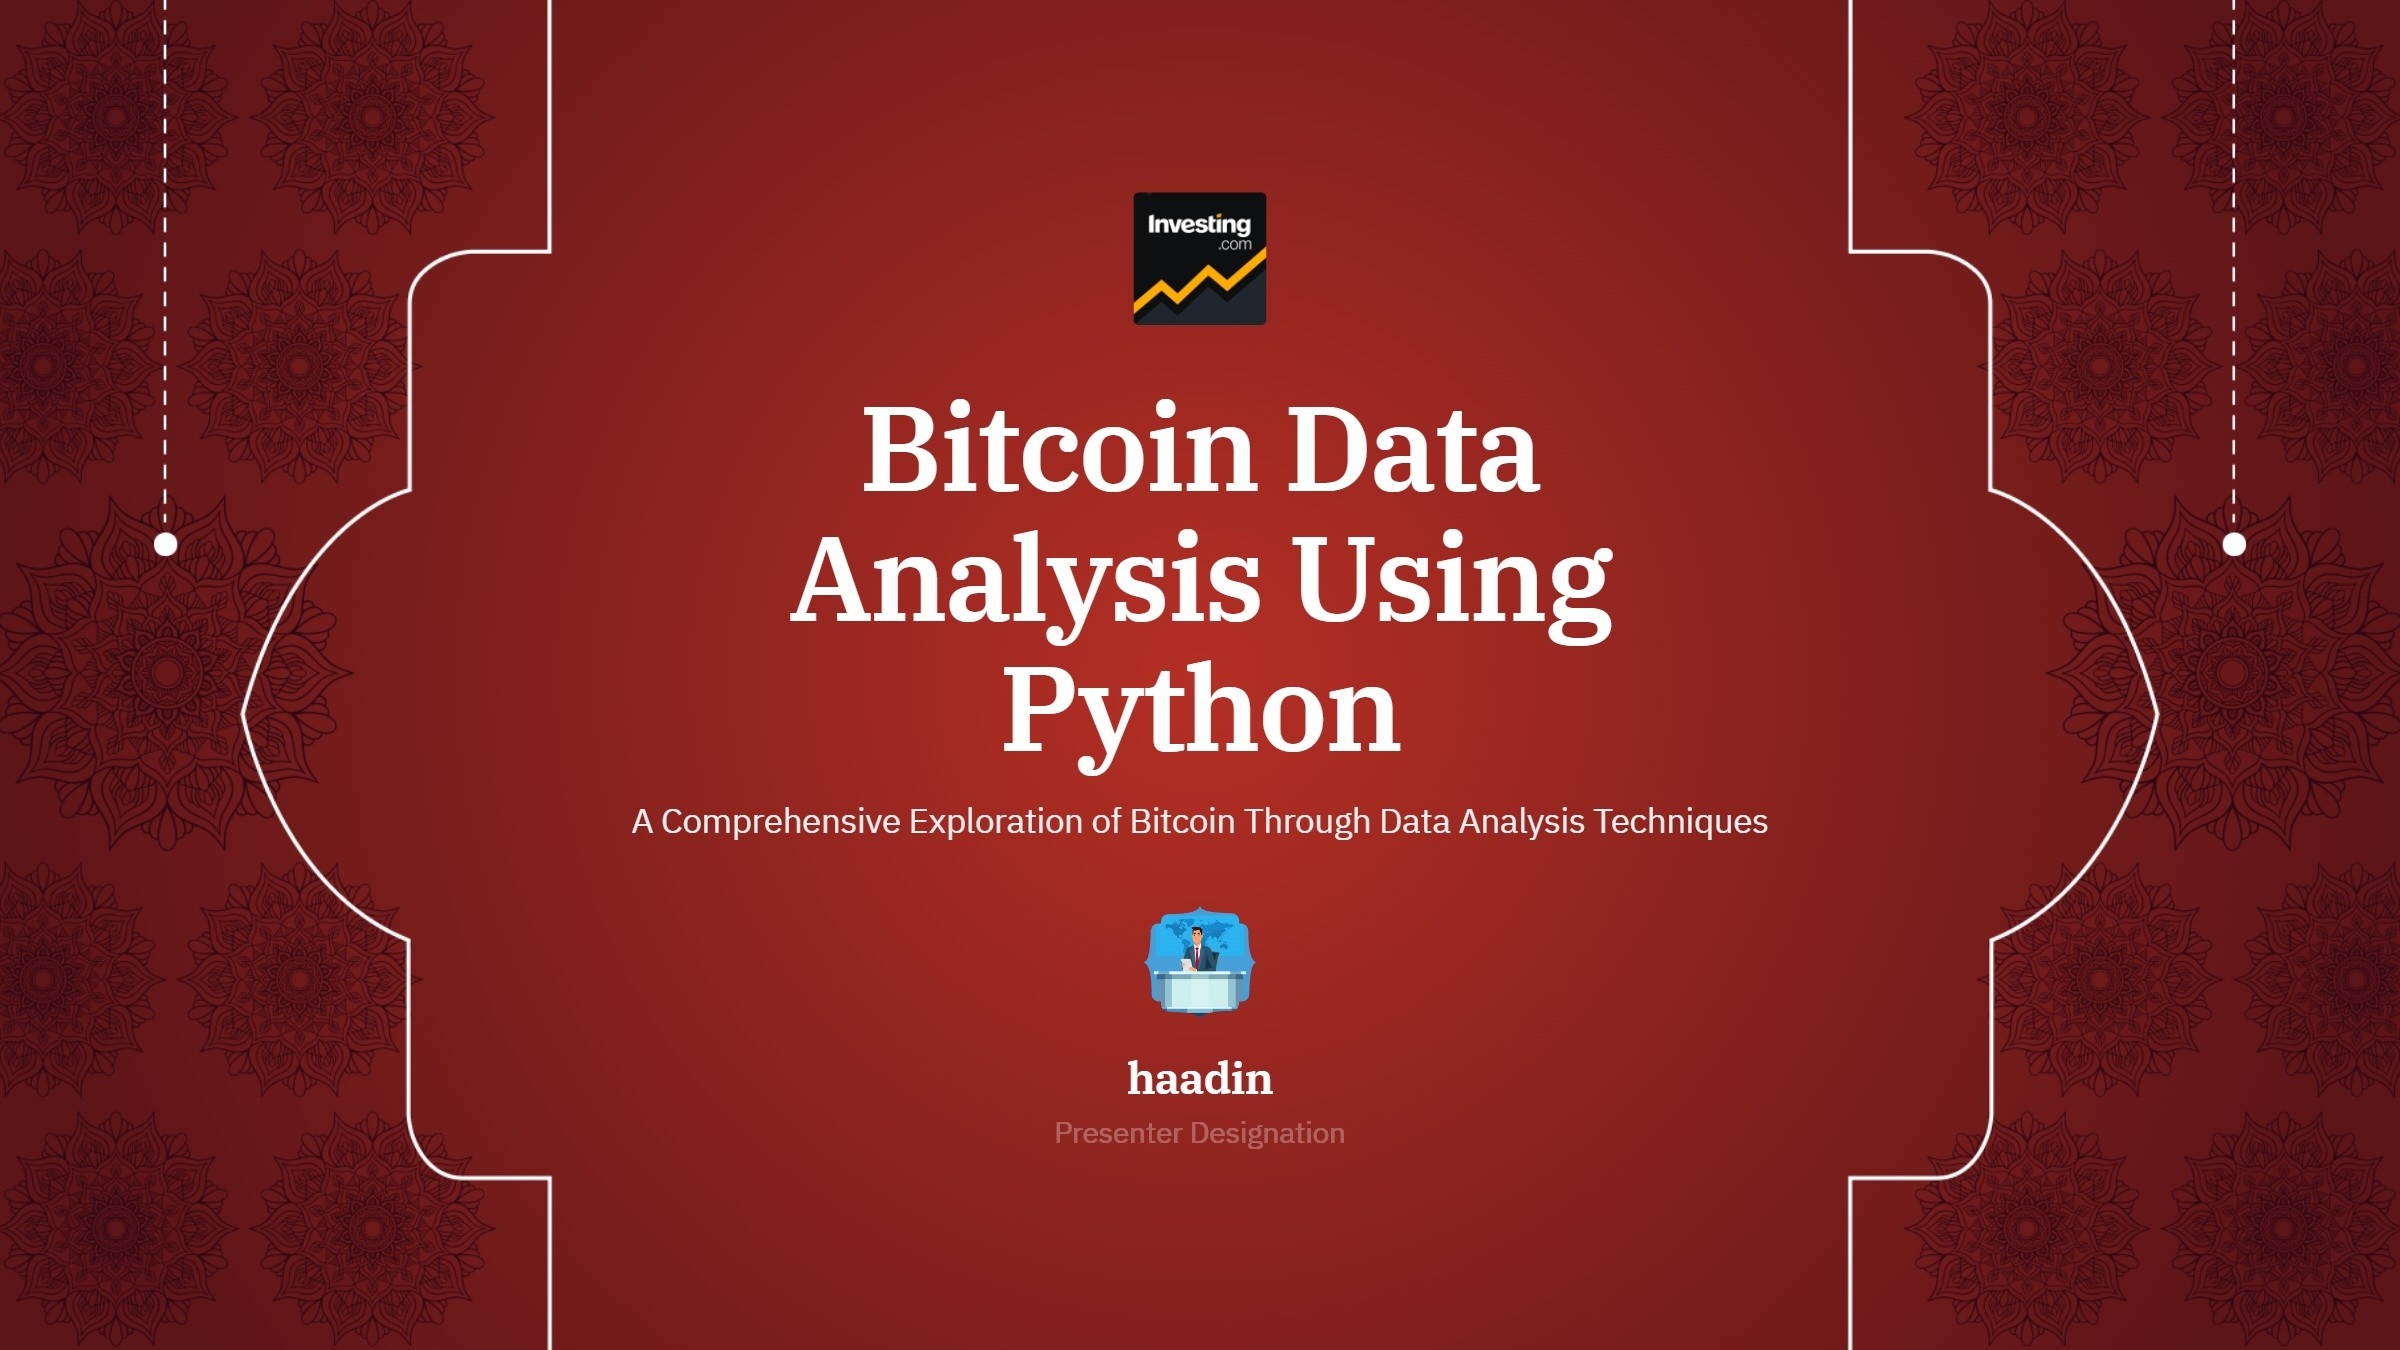 Investing
.com
Bitcoin Data
Analysis Using
Python
A Comprehensive Exploration of Bitcoin Through Data Analysis Techniques
haadin
Presenter Designation